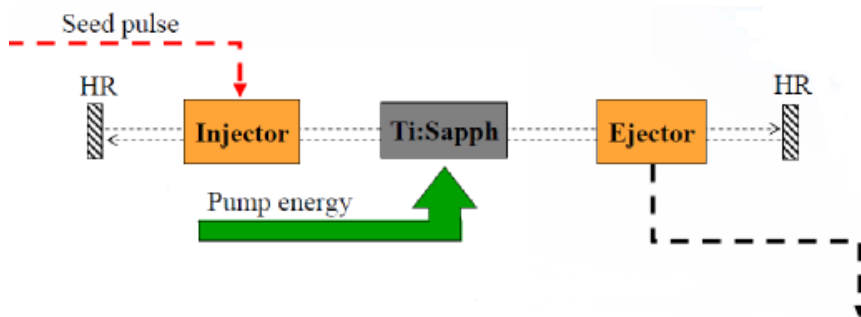 Seed pulse
HR
HR
Injector
Ti:Sapph
Ejector
Pump energy